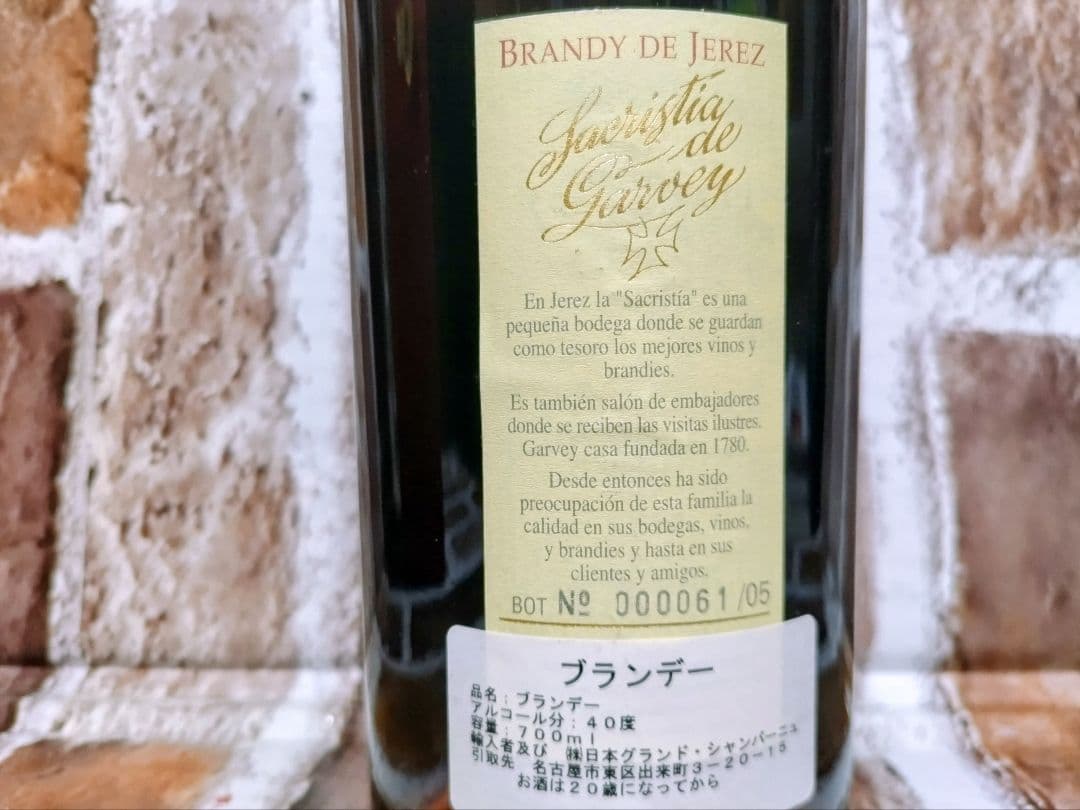 BRANDY DE JEREZ
Sacristia
de
Garvey
En Jerez la "Sacristía" es una
pequeña bodega donde se guardan
como tesoro los mejores vinos y
brandies.
Es también salón de embajadores
donde se reciben las visitas ilustres.
Garvey casa fundada en 1780.
Desde entonces ha sido
preocupación de esta familia la
calidad en sus bodegas, vinos,
y brandies y hasta en sus
clientes y amigos.
BOT Nº 000061/05
ブランデー
品名：ブランデー
アルコール分：40度
容量：700ml
輸入者及び ㈱日本グランド・シャンパーニュ
引取先 名古屋市東区出来町3-20-15
お酒は20歳になってから